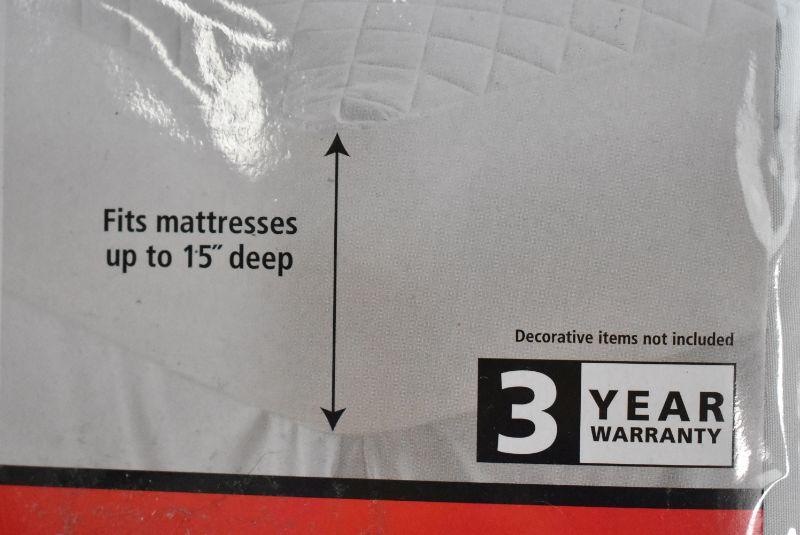 Fits mattresses
up to 15″ deep
Decorative items not included
3 YEAR
WARRANTY